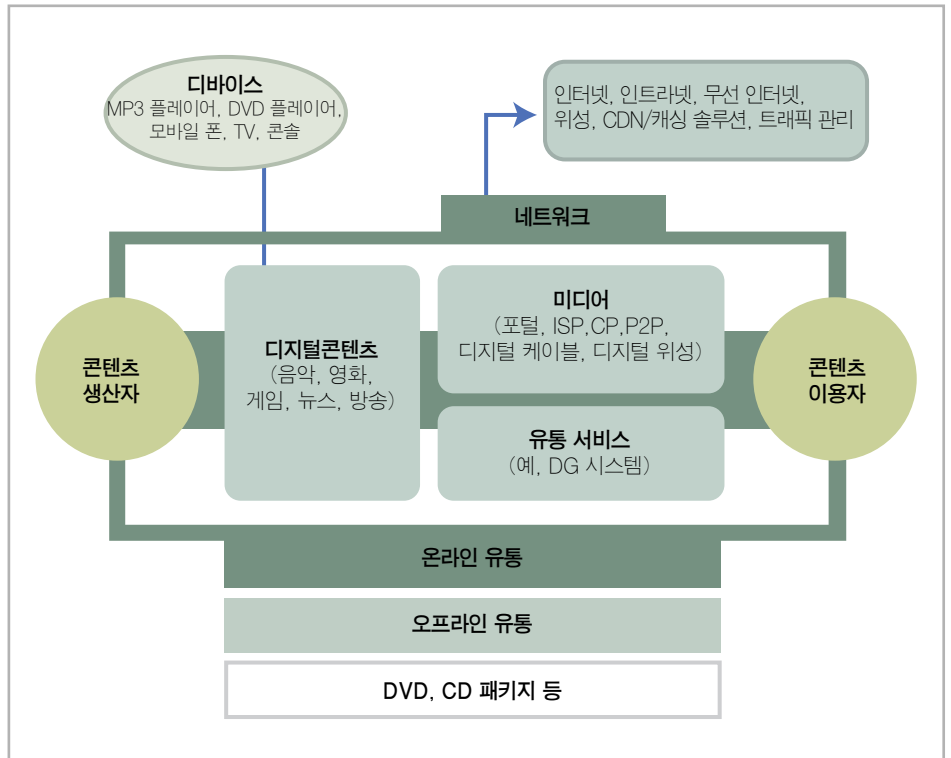 디바이스
MP3 플레이어, DVD 플레이어,
모바일 폰, TV, 콘솔
인터넷, 인트라넷, 무선 인터넷,
위성, CDN/캐싱 솔루션, 트래픽 관리
네트워크
콘텐츠
생산자
디지털콘텐츠
(음악, 영화,
게임, 뉴스, 방송)
미디어
(포털, ISP,CP,P2P,
디지털 케이블, 디지털 위성)
유통 서비스
(예, DG 시스템)
콘텐츠
이용자
온라인 유통
오프라인 유통
DVD, CD 패키지 등